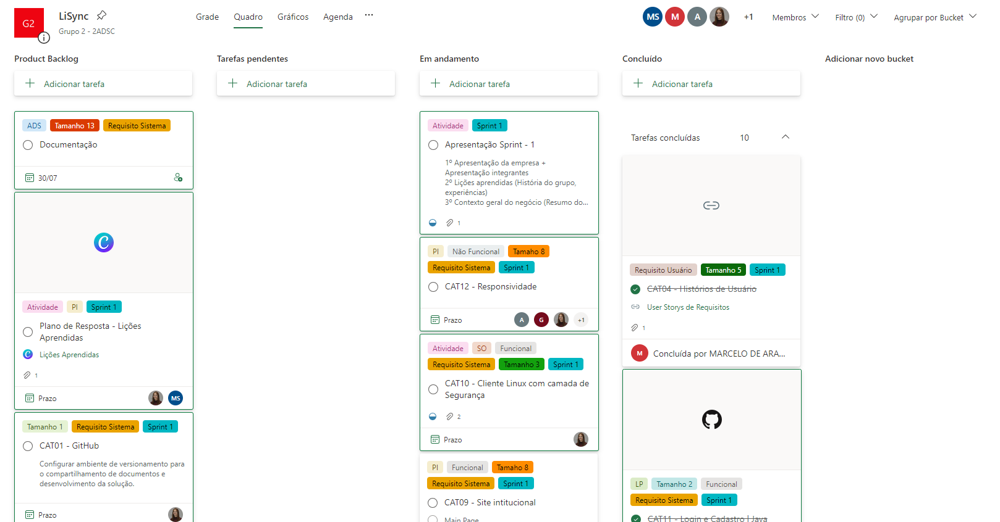 G2
LiSync
Grupo 2 - 2ADSC
Grade
Quadro
Gráficos
Agenda
MS
M
A
+1
Membros
Filtro (0)
Agrupar por Bucket
Product Backlog
Adicionar tarefa
ADS
Tamanho 13
Requisito Sistema
Documentação
30/07
Atividade
PI
Sprint 1
Plano de Resposta - Lições
Aprendidas
Lições Aprendidas
1
Prazo
MS
Tamanho 1
Requisito Sistema
Sprint 1
CAT01 - GitHub
Configurar ambiente de versionamento para
o compartilhamento de documentos e
desenvolvimento da solução.
Prazo
Tarefas pendentes
Adicionar tarefa
Em andamento
Adicionar tarefa
Atividade
Sprint 1
Apresentação Sprint - 1
1º Apresentação da empresa +
Apresentação integrantes
2º Lições aprendidas (História do grupo,
experiências)
3º Contexto geral do negócio (Resumo do...
1
PI
Não Funcional
Tamaho 8
Requisito Sistema
Sprint 1
CAT12 - Responsividade
Prazo
A
G
+1
Atividade
SO
Funcional
Requisito Sistema
Tamanho 3
Sprint 1
CAT10 - Cliente Linux com camada de
Segurança
2
Prazo
PI
Funcional
Tamaho 8
Requisito Sistema
Sprint 1
CAT09 - Site intitucional
Main Page
Concluído
Adicionar tarefa
Tarefas concluídas
10
Requisito Usuário
Tamanho 5
Sprint 1
CAT04 - Histórios de Usuário
User Storys de Requisitos
1
M
Concluída por MARCELO DE ARA...
LP
Tamanho 2
Funcional
Requisito Sistema
Sprint 1
CAT11 - Login e Cadastro | Java
Adicionar novo bucket